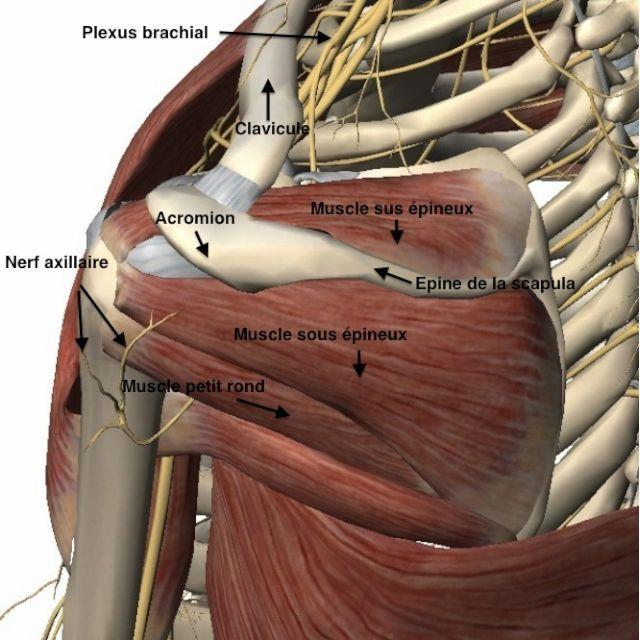 Plexus brachial
Clavicule
Muscle sus épineux
Acromion
Nerf axillaire
Epine de la scapula
Muscle sous épineux
Muscle petit rond